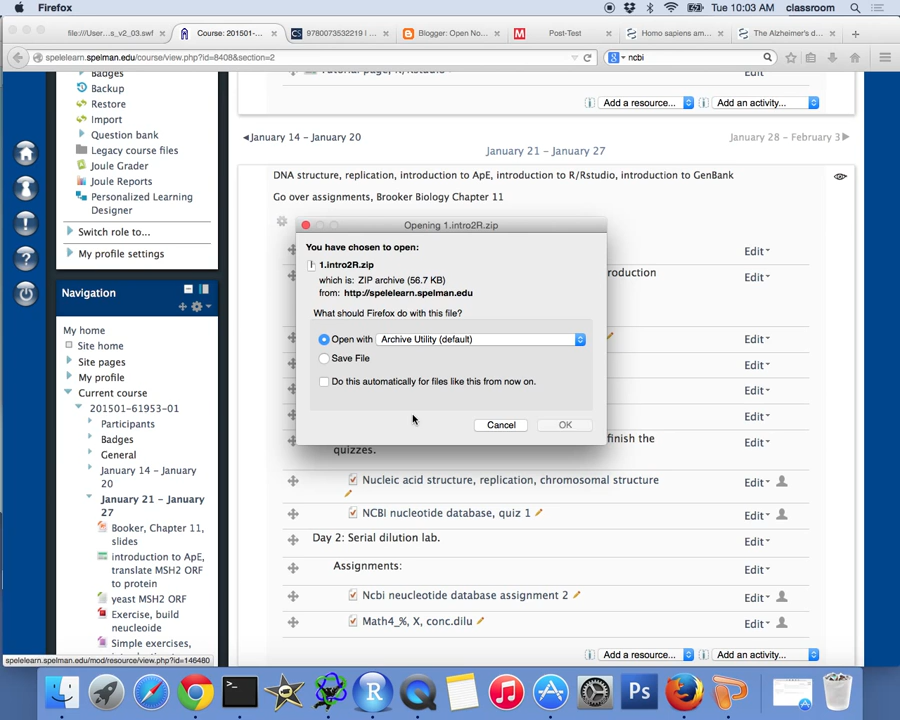 Firefox
Tue 10:03 AM classroom
file:///User...s_v2_03.swf
Course: 201501-...
9780073532219 | ...
Blogger: Open No...
Post-Test
Homo sapiens am...
The Alzheimer's d...
spelelearn.spelman.edu/course/view.php?id=8408&section=2
ncbi
Badges
Backup
Restore
Import
Question bank
Legacy course files
Joule Grader
Joule Reports
Personalized Learning
Designer
Switch role to...
My profile settings
Navigation
My home
Site home
Site pages
My profile
Current course
201501-61953-01
Participants
Badges
General
January 14 - January
20
January 21 - January
27
Booker, Chapter 11,
slides
introduction to ApE,
translate MSH2 ORF
to protein
yeast MSH2 ORF
Exercise, build
neucleoide
Simple exercises,
spelelearn.spelman.edu/mod/resource/view.php?id=146480
Edit
Add a resource...
Add an activity...
January 14 - January 20
January 28 - February 3
January 21 - January 27
DNA structure, replication, introduction to ApE, introduction to R/Rstudio, introduction to GenBank
Go over assignments, Brooker Biology Chapter 11
Opening 1.intro2R.zip
You have chosen to open:
1.intro2R.zip
which is: ZIP archive (56.7 KB)
from: http://spelelearn.spelman.edu
What should Firefox do with this file?
Open with Archive Utility (default)
Save File
Do this automatically for files like this from now on.
Cancel
OK
Edit
roduction
Edit
Edit
Edit
Edit
Edit
finish the
quizzes.
Edit
Nucleic acid structure, replication, chromosomal structure
Edit
NCBI nucleotide database, quiz 1
Edit
Day 2: Serial dilution lab.
Edit
Assignments:
Edit
Ncbi neucleotide database assignment 2
Edit
Math4_%, X, conc.dilu
Edit
Add a resource...
Add an activity...